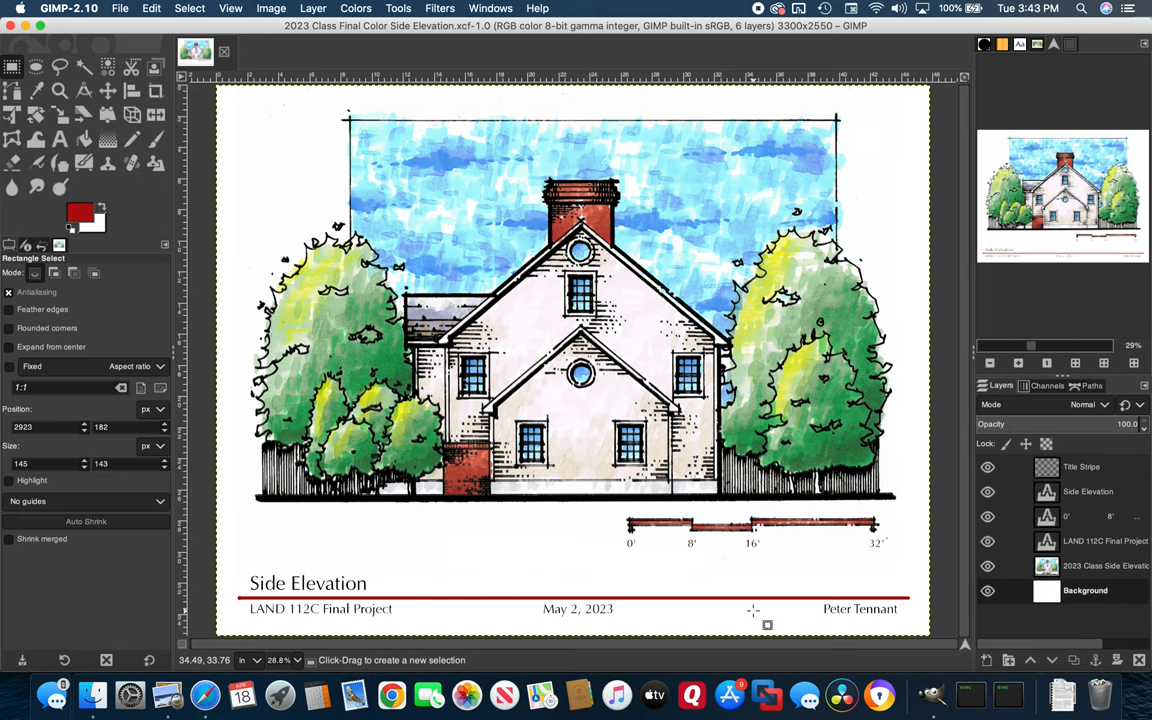 GIMP-2.10 File Edit Select View Image Layer Colors Tools Filters Windows Help 100% Tue 3:43 PM
2023 Class Final Color Side Elevation.xcf-1.0 (RGB color 8-bit gamma integer, GIMP built-in sRGB, 6 layers) 3300x2550 – GIMP
Rectangle Select
Mode:
Antialiasing
Feather edges
Rounded corners
Expand from center
Fixed Aspect ratio
1:1
Position: px
2923 182
Size: px
145 143
Highlight
No guides
Auto Shrink
Shrink merged
0' 8' 16' 32'
Side Elevation
LAND 112C Final Project May 2, 2023 Peter Tennant
34.49, 33.76 in 28.8% Click-Drag to create a new selection
Aa
29%
Layers Channels Paths
Mode Normal
Opacity 100.0
Lock:
Title Stripe
Side Elevation
0' 8' ...
LAND 112C Final Project
2023 Class Side Elevatio
Background
APR
18